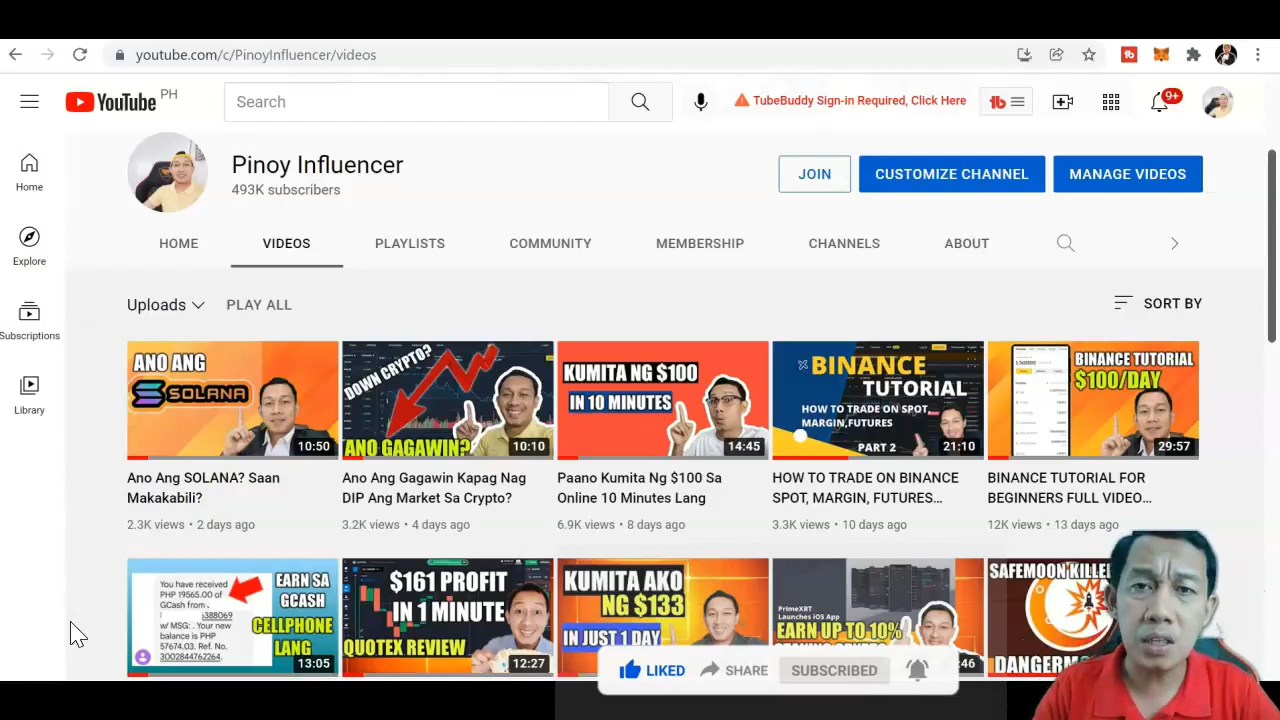 youtube.com/c/PinoyInfluencer/videos
YouTube PH
Search
TubeBuddy Sign-in Required, Click Here
tb
9+
Home
Explore
Subscriptions
Library
Pinoy Influencer
493K subscribers
JOIN
CUSTOMIZE CHANNEL
MANAGE VIDEOS
HOME
VIDEOS
PLAYLISTS
COMMUNITY
MEMBERSHIP
CHANNELS
ABOUT
Uploads
PLAY ALL
SORT BY
ANO ANG
SOLANA
10:50
Ano Ang SOLANA? Saan
Makakabili?
2.3K views • 2 days ago
DOWN CRYPTO?
ANO GAGAWIN?
10:10
Ano Ang Gagawin Kapag Nag
DIP Ang Market Sa Crypto?
3.2K views • 4 days ago
KUMITA NG $100
IN 10 MINUTES
14:45
Paano Kumita Ng $100 Sa
Online 10 Minutes Lang
6.9K views • 8 days ago
BINANCE
TUTORIAL
HOW TO TRADE ON SPOT,
MARGIN,FUTURES
PART 2
21:10
HOW TO TRADE ON BINANCE
SPOT, MARGIN, FUTURES...
3.3K views • 10 days ago
BINANCE TUTORIAL
$100/DAY
29:57
BINANCE TUTORIAL FOR
BEGINNERS FULL VIDEO...
12K views • 13 days ago
You have received
PHP 19565.00 of
GCash from
388069
w/ MSG: . Your new
balance is PHP
57674.03. Ref. No.
3002844762264.
EARN SA
GCASH
CELLPHONE
LANG
13:05
$161 PROFIT
IN 1 MINUTE
QUOTEX REVIEW
12:27
KUMITA AKO
NG $133
IN JUST 1 DAY
PrimeXBT
Launches iOS App
EARN UP TO 10%
:46
SAFEMOON KILLE
DANGERM
LIKED
SHARE
SUBSCRIBED